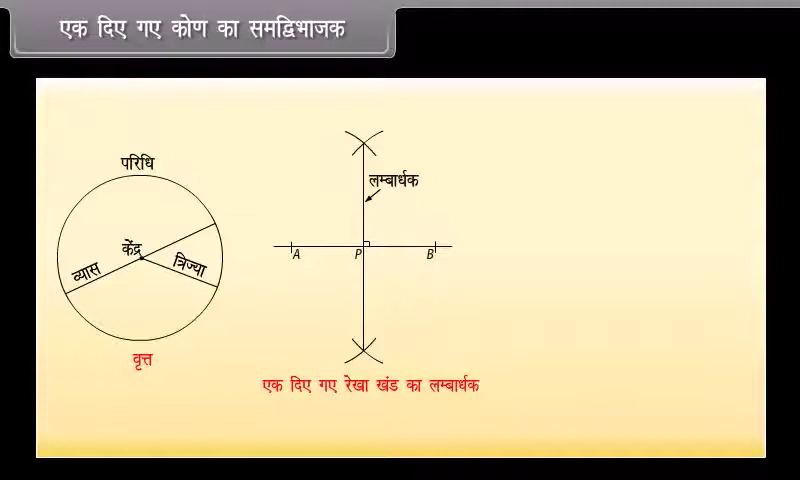 एक दिए गए कोण का समद्विभाजक
परिधि
केंद्र
व्यास
त्रिज्या
वृत्त
लम्बार्धक
A
P
B
एक दिए गए रेखा खंड का लम्बार्धक